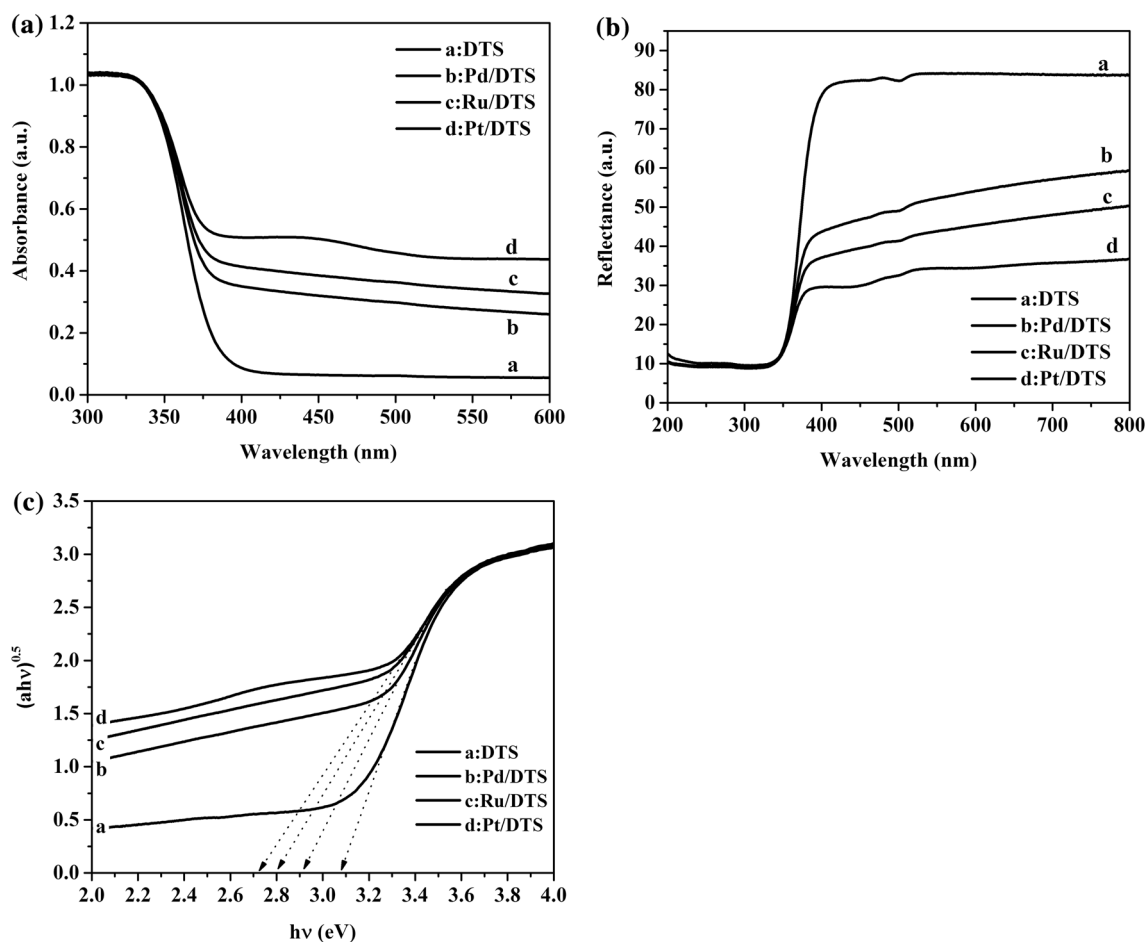 (a)
1.2
1.0
0.8
0.6
0.4
0.2
0.0
Absorbance (a.u.)
a:DTS
b:Pd/DTS
c:Ru/DTS
d:Pt/DTS
d
c
b
a
300 350 400 450 500 550 600
Wavelength (nm)
(b)
90
80
70
60
50
40
30
20
10
0
Reflectance (a.u.)
a
b
c
d
a:DTS
b:Pd/DTS
c:Ru/DTS
d:Pt/DTS
200 300 400 500 600 700 800
Wavelength (nm)
(c)
3.5
3.0
2.5
2.0
1.5
1.0
0.5
0.0
(ahν)^0.5
d
c
b
a
a:DTS
b:Pd/DTS
c:Ru/DTS
d:Pt/DTS
2.0 2.2 2.4 2.6 2.8 3.0 3.2 3.4 3.6 3.8 4.0
hν (eV)